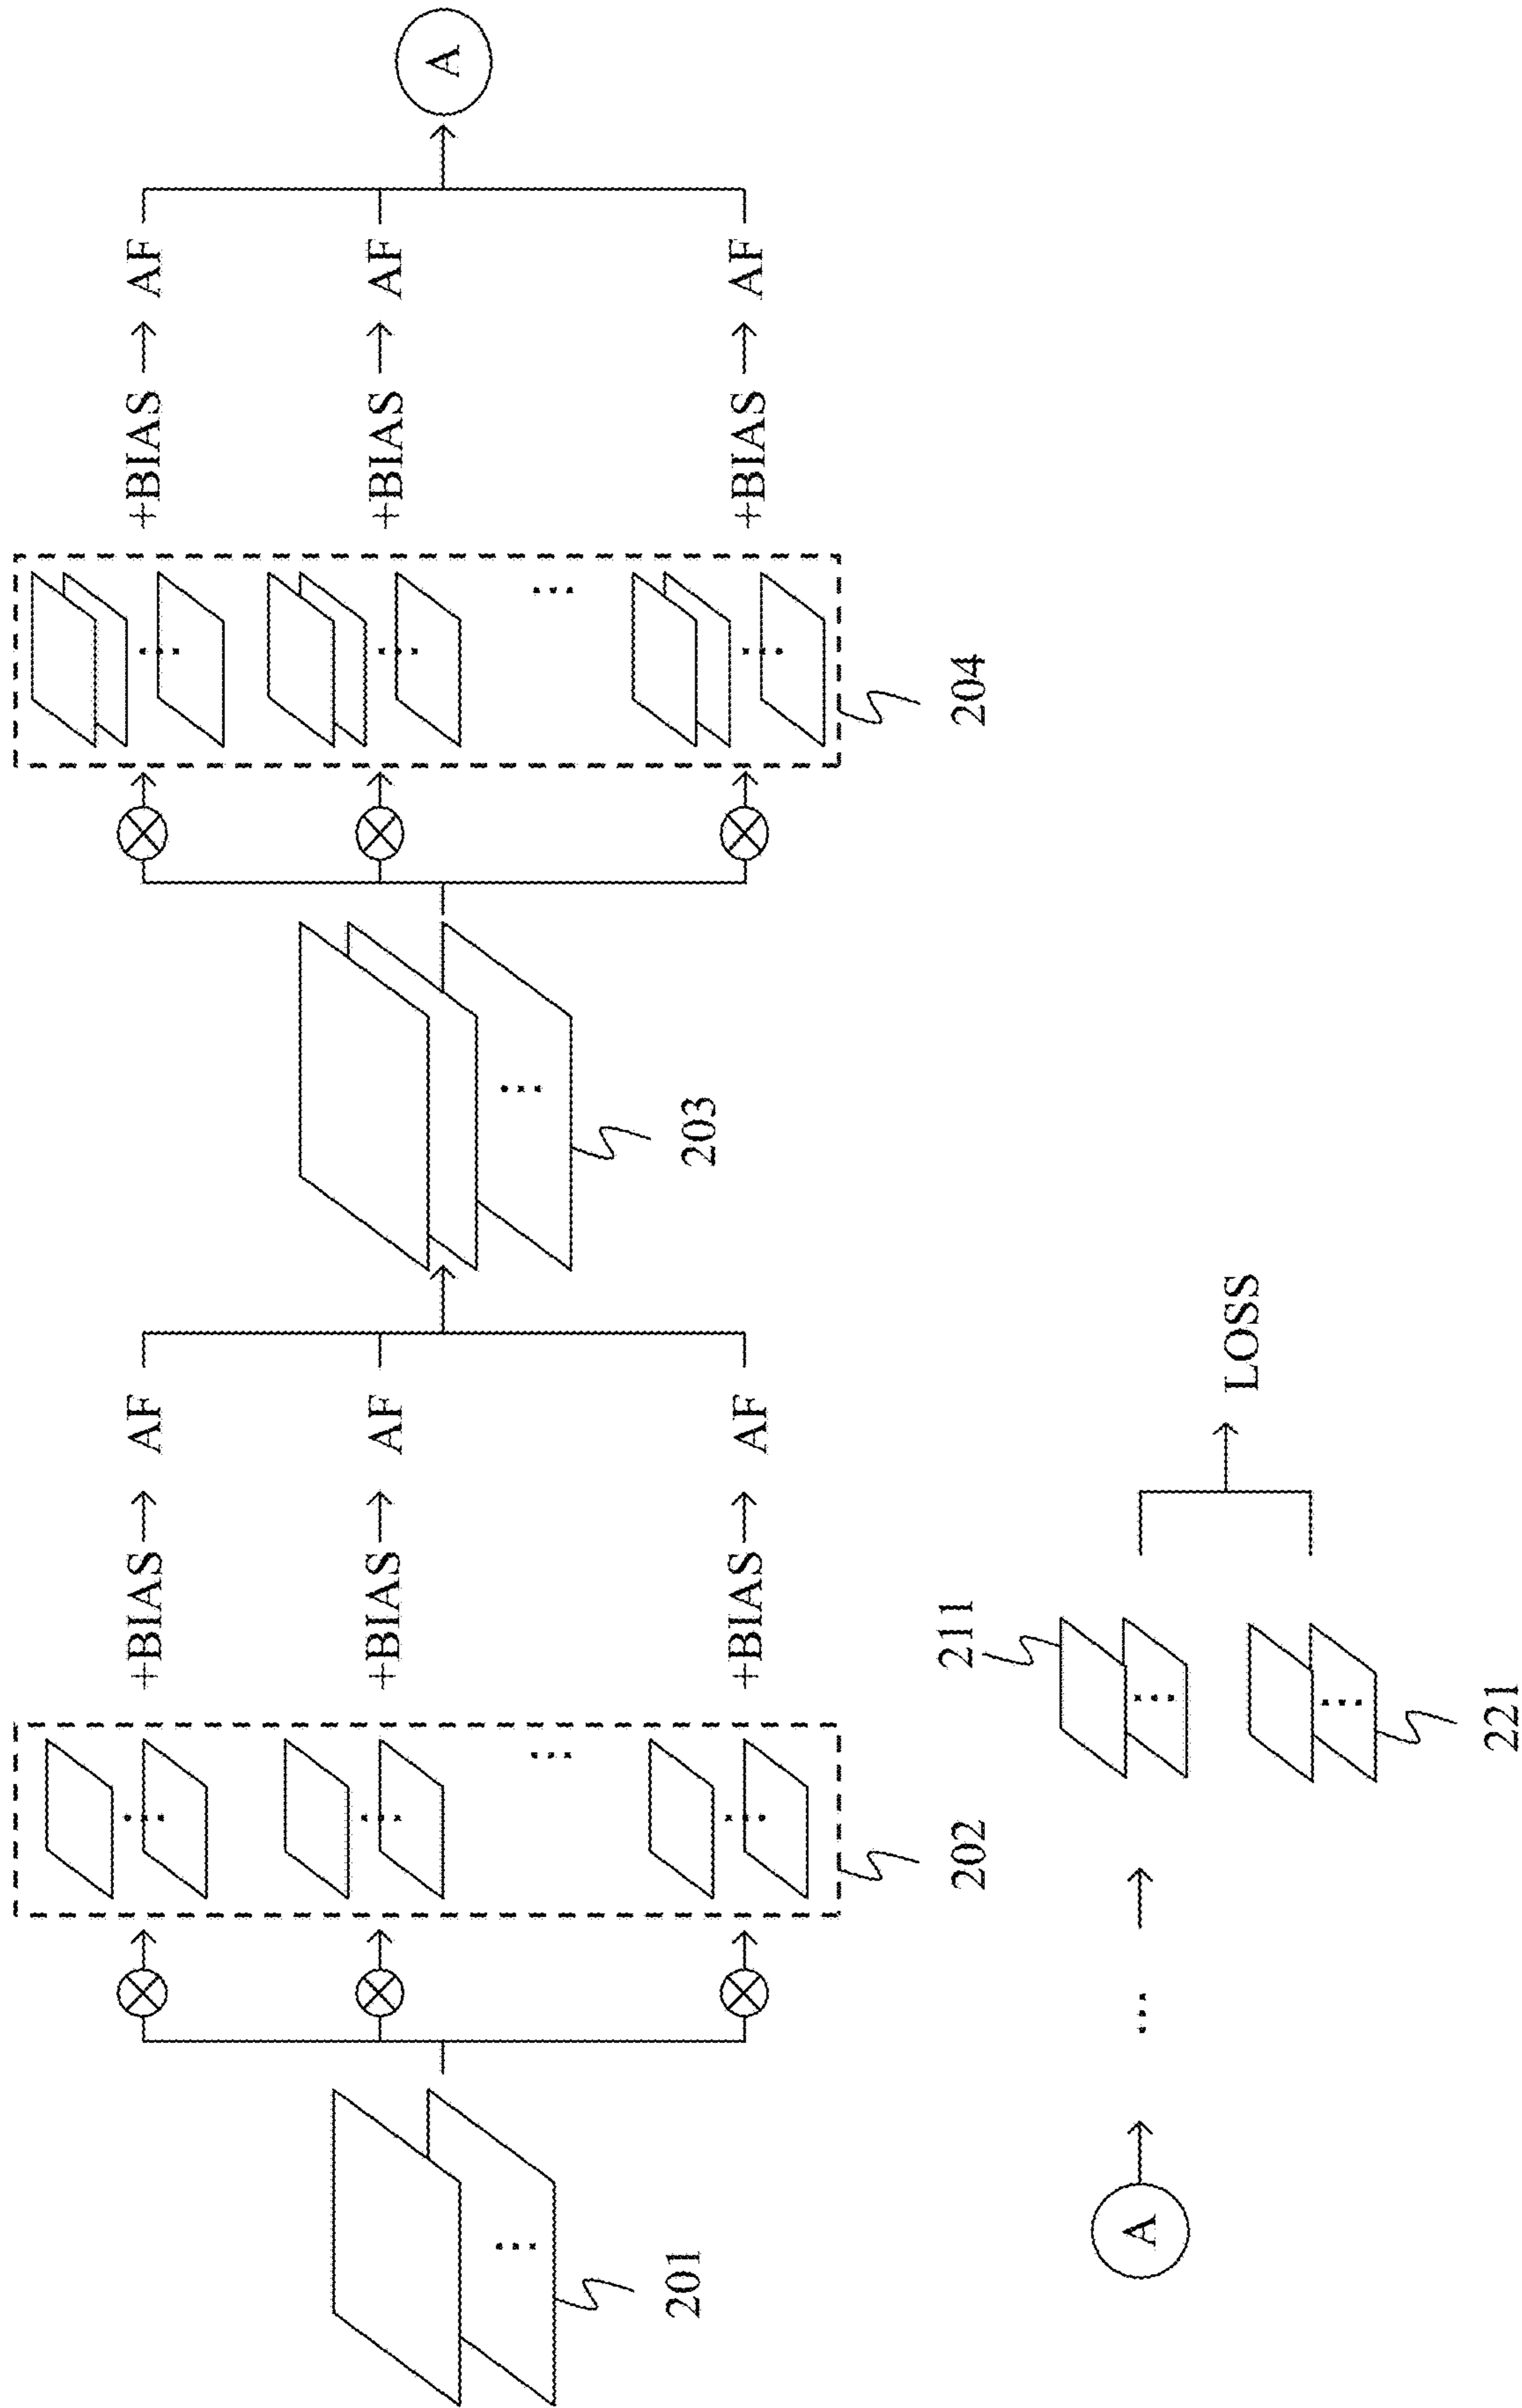 +BIAS → AF
+BIAS → AF
+BIAS → AF
201
202
203
+BIAS → AF
+BIAS → AF
+BIAS → AF
204
A
A
211
221
LOSS